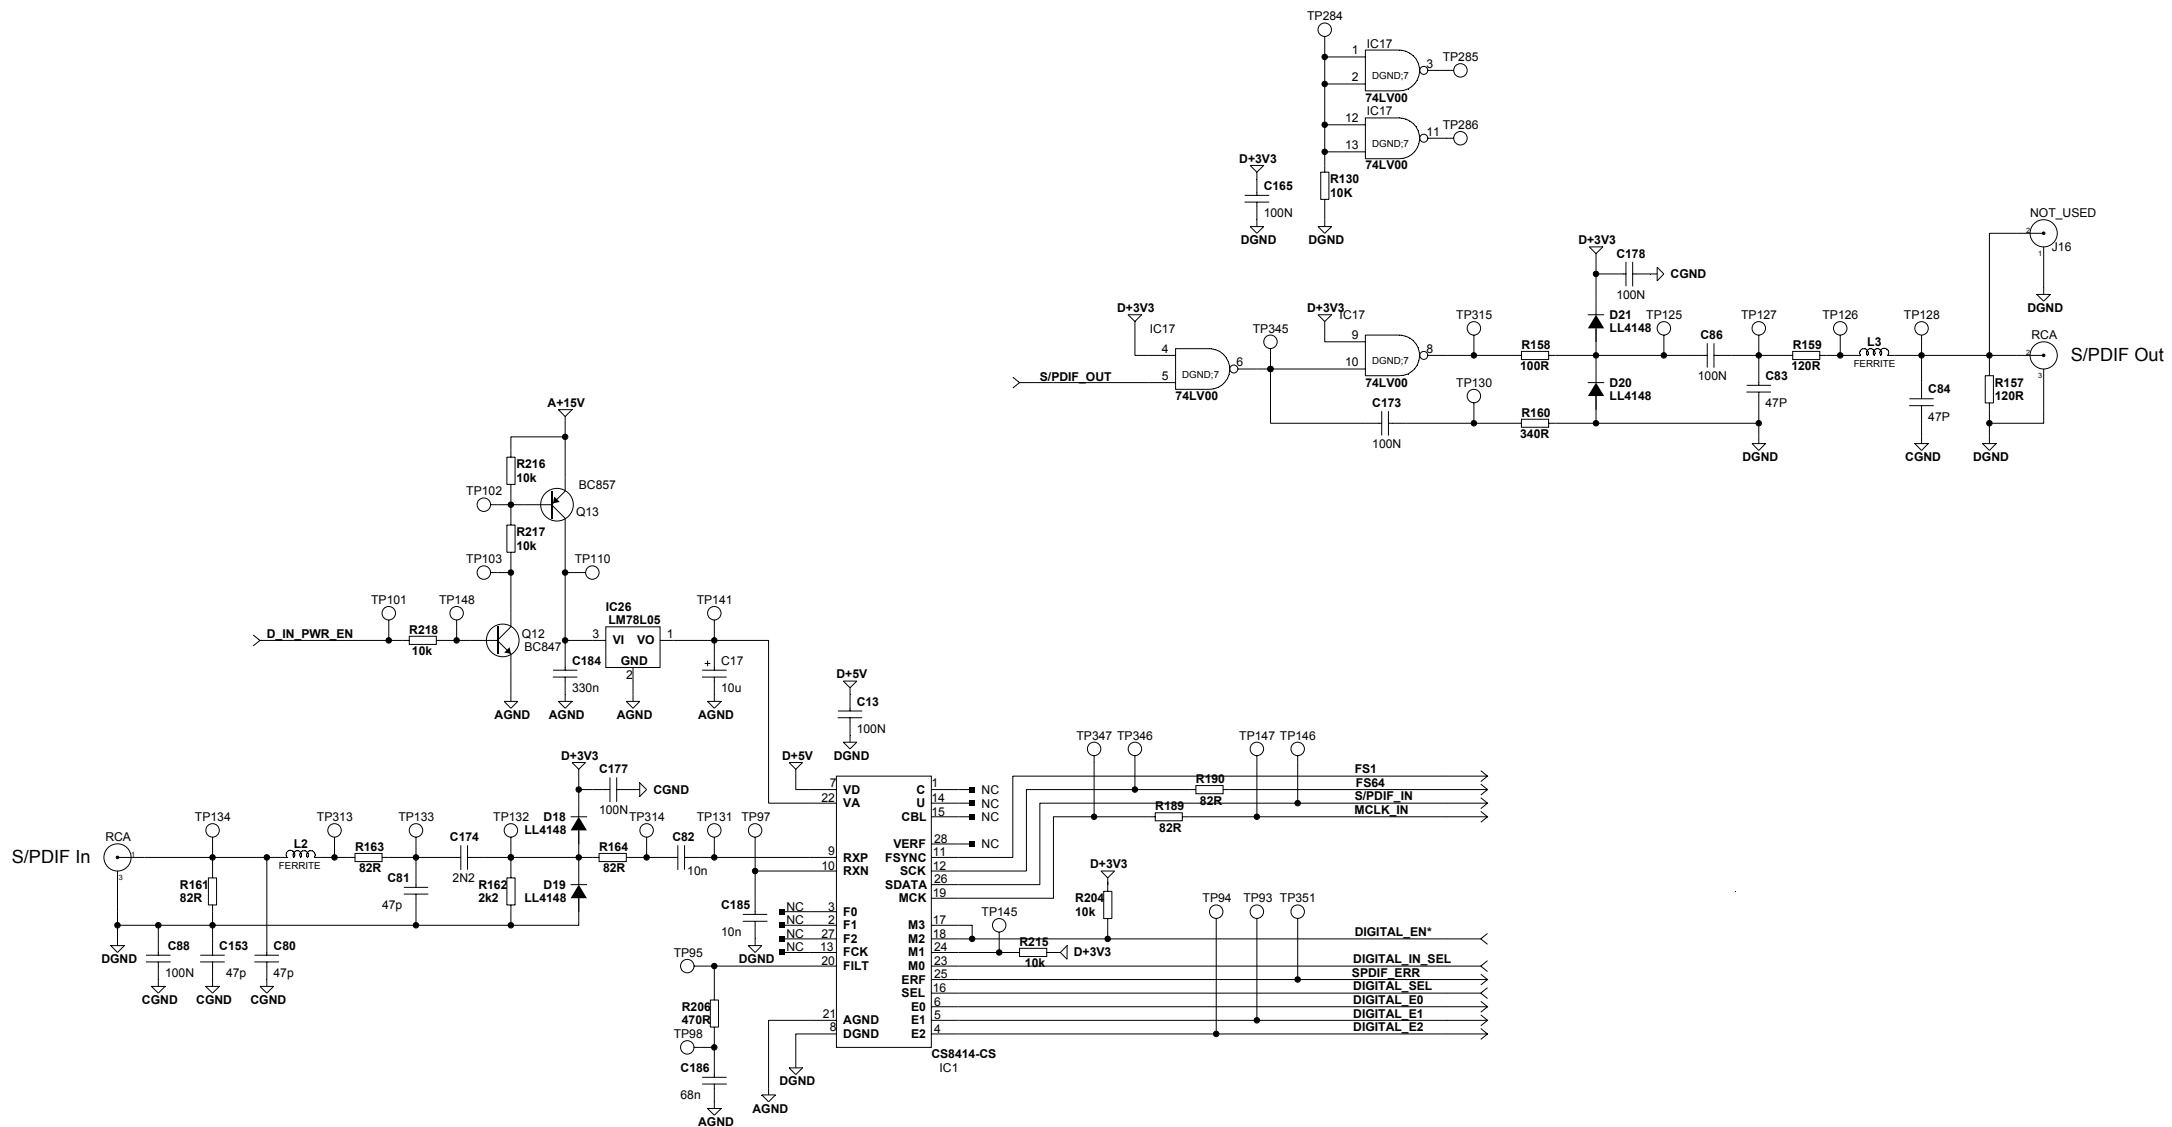 TP284
IC17
1
2
DGND;7
3
TP285
74LV00
IC17
12
13
DGND;7
11
TP286
74LV00
D+3V3
C165
100N
DGND
R130
10K
DGND
NOT_USED
2
J16
1
DGND
D+3V3
C178
100N
CGND
D+3V3
IC17
4
5
DGND;7
6
74LV00
S/PDIF_OUT
TP345
D+3V3
IC17
9
10
DGND;7
8
74LV00
TP315
R158
100R
D21
LL4148
TP125
C86
100N
TP127
R159
120R
TP126
L3
FERRITE
TP128
RCA
2
3
S/PDIF Out
C173
100N
TP130
R160
340R
D20
LL4148
C83
47P
DGND
C84
47P
CGND
R157
120R
DGND
A+15V
R216
10k
BC857
Q13
TP102
R217
10k
TP103
TP110
TP101
TP148
D_IN_PWR_EN
R218
10k
Q12
BC847
AGND
C184
330n
AGND
IC26
LM78L05
3
VI
VO
1
GND
2
AGND
TP141
+
C17
10u
AGND
D+5V
C13
100N
DGND
D+3V3
C177
100N
CGND
D+5V
S/PDIF In
RCA
1
3
TP134
TP313
L2
FERRITE
R163
82R
TP133
C174
2N2
TP132
D18
LL4148
R164
82R
TP314
C82
10n
TP131
TP97
R161
82R
C81
47p
R162
2k2
D19
LL4148
DGND
C88
100N
CGND
C153
47p
CGND
C80
47p
CGND
C185
10n
DGND
7
VD
22
VA
9
RXP
10
RXN
NC
3
F0
NC
2
F1
NC
27
F2
NC
13
FCK
20
FILT
21
AGND
8
DGND
TP95
R206
470R
TP98
C186
68n
AGND
DGND
AGND
C
1
NC
U
14
NC
CBL
15
NC
VERF
28
NC
FSYNC
11
SCK
12
SDATA
26
MCK
19
M3
17
M2
18
M1
24
M0
23
ERF
25
SEL
16
E0
6
E1
5
E2
4
CS8414-CS
IC1
TP347
TP346
TP147
TP146
FS1
R190
82R
FS64
S/PDIF_IN
R189
82R
MCLK_IN
D+3V3
R204
10k
TP94
TP93
TP351
TP145
R215
10k
D+3V3
DIGITAL_EN*
DIGITAL_IN_SEL
SPDIF_ERR
DIGITAL_SEL
DIGITAL_E0
DIGITAL_E1
DIGITAL_E2